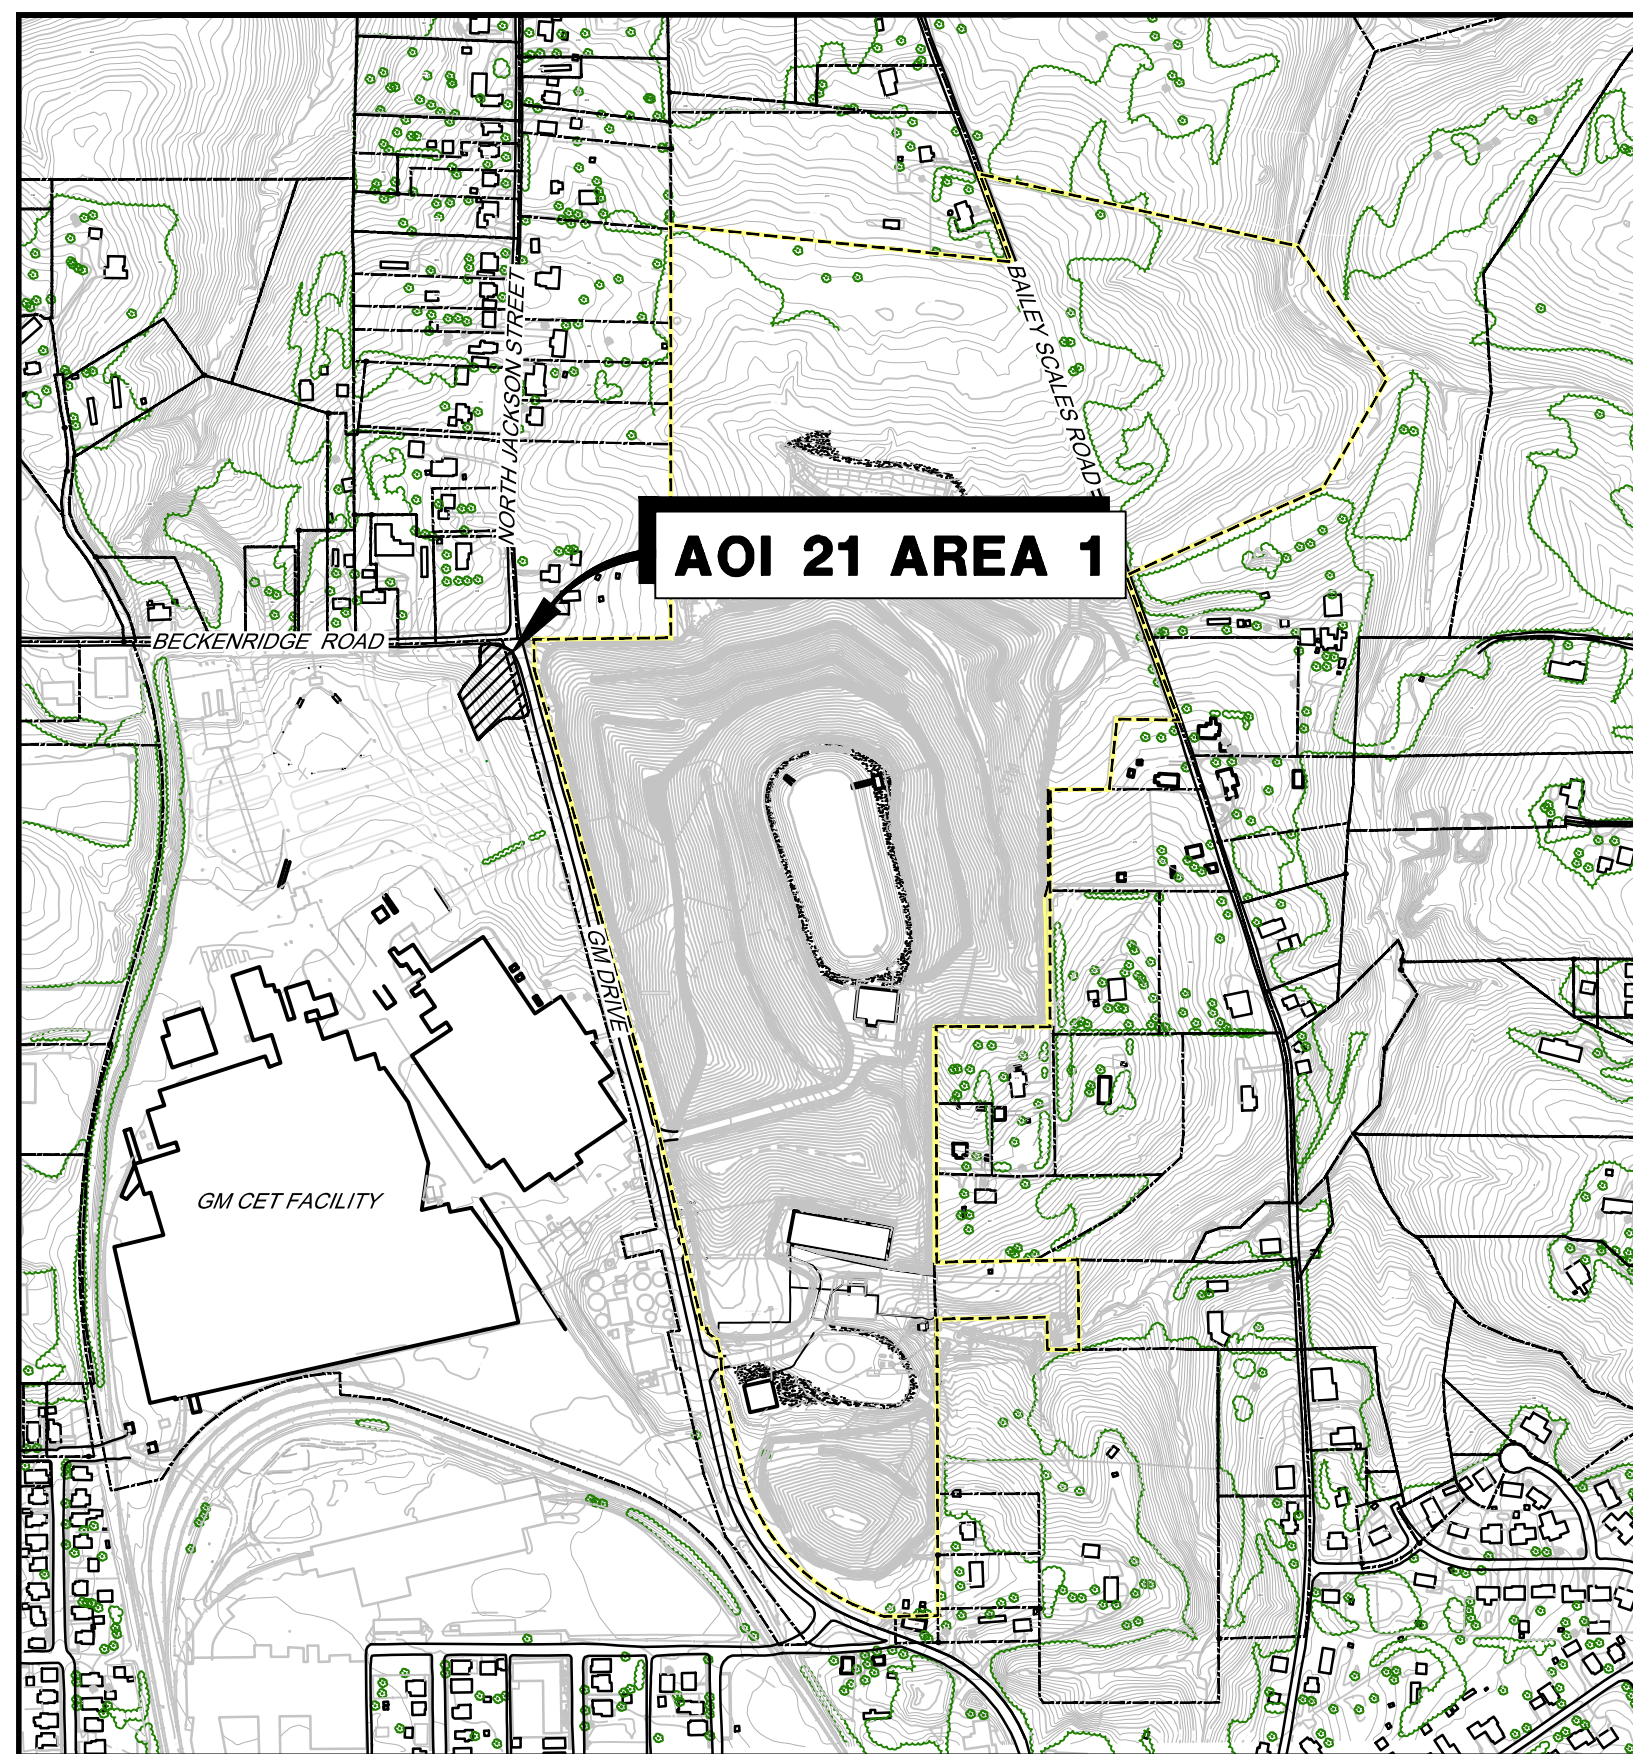 NORTH JACKSON STREET
BAILEY SCALES ROAD
AOI 21 AREA 1
BECKENRIDGE ROAD
GM DRIVE
GM CET FACILITY